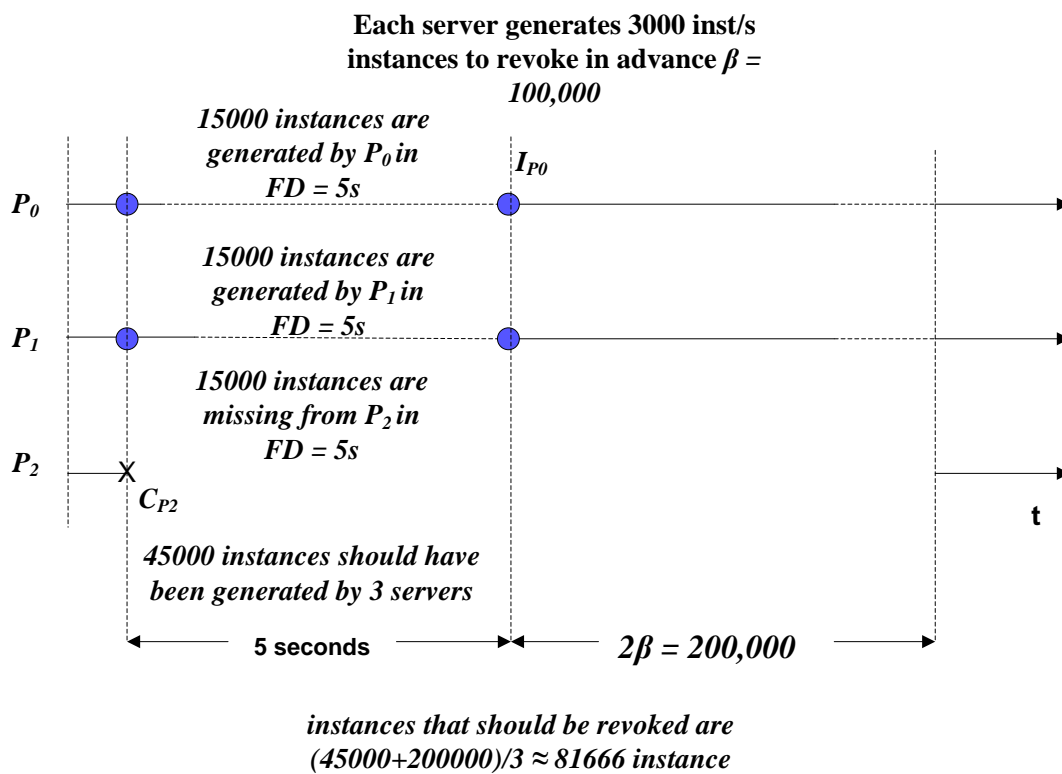 Each server generates 3000 inst/s
instances to revoke in advance β =
100,000
15000 instances are
generated by P0 in
FD = 5s
IP0
P0
15000 instances are
generated by P1 in
FD = 5s
P1
15000 instances are
missing from P2 in
FD = 5s
P2
X
CP2
t
45000 instances should have
been generated by 3 servers
5 seconds
2β = 200,000
instances that should be revoked are
(45000+200000)/3 ≈ 81666 instance